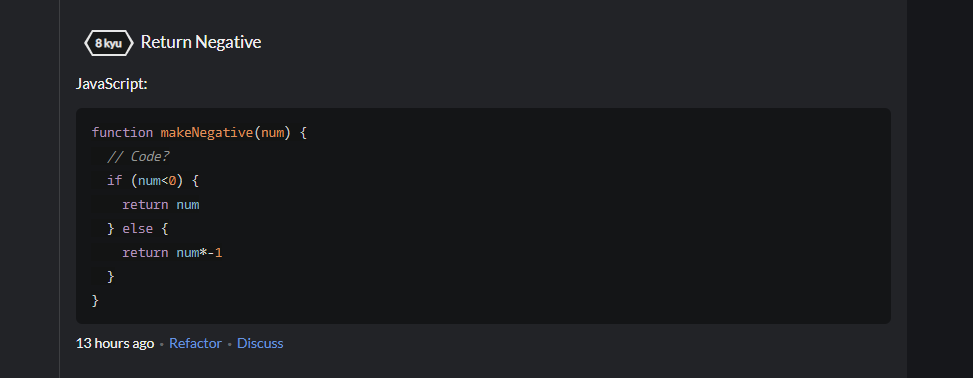 8 kyu Return Negative
JavaScript:
function makeNegative(num) {
  // Code?
  if (num<0) {
    return num
  } else {
    return num*-1
  }
}
13 hours ago • Refactor • Discuss